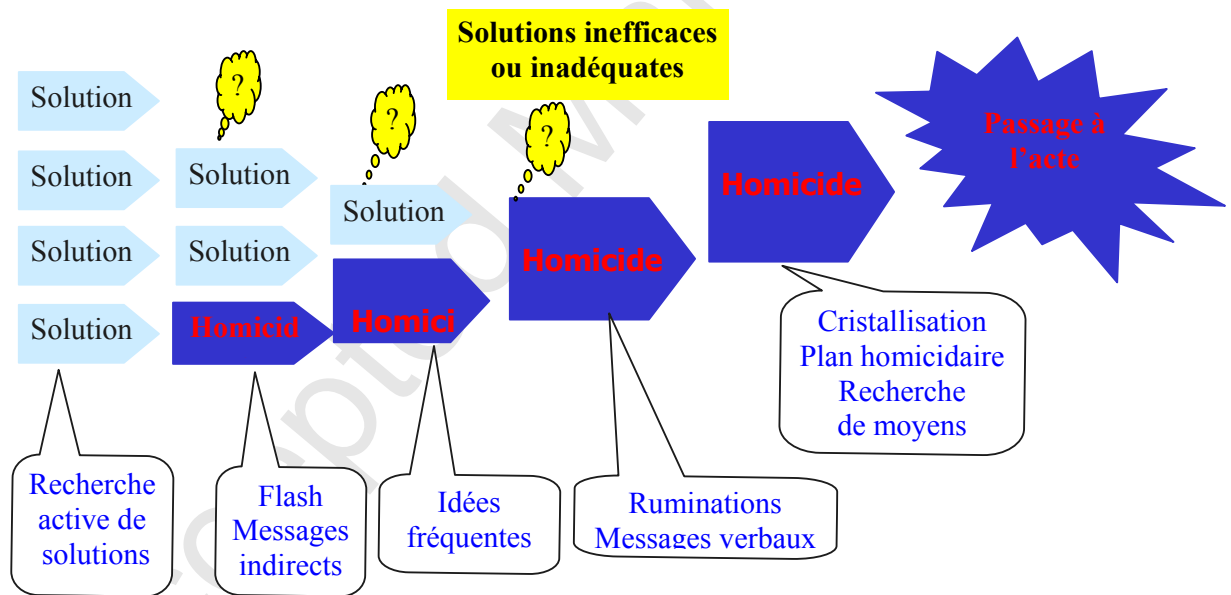 Solutions inefficaces
ou inadéquates
?
?
?
Solution
Solution
Solution
Solution
Solution
Solution
Homicid
Solution
Homici
Homicide
Homicide
Passage à
l'acte
Recherche
active de
solutions
Flash
Messages
indirects
Idées
fréquentes
Ruminations
Messages verbaux
Cristallisation
Plan homicidaire
Recherche
de moyens